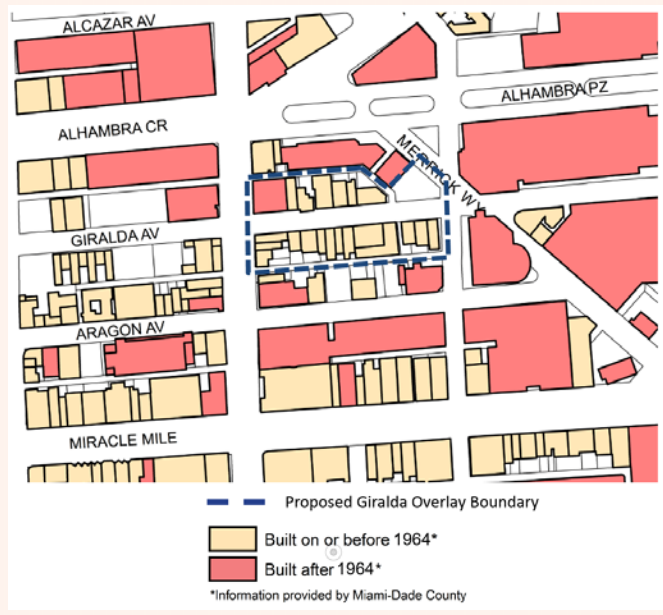 ALCAZAR AV
ALHAMBRA PZ
ALHAMBRA CR
MERRICK WY
GIRALDA AV
ARAGON AV
MIRACLE MILE
Proposed Giralda Overlay Boundary
Built on or before 1964*
Built after 1964*
*Information provided by Miami-Dade County